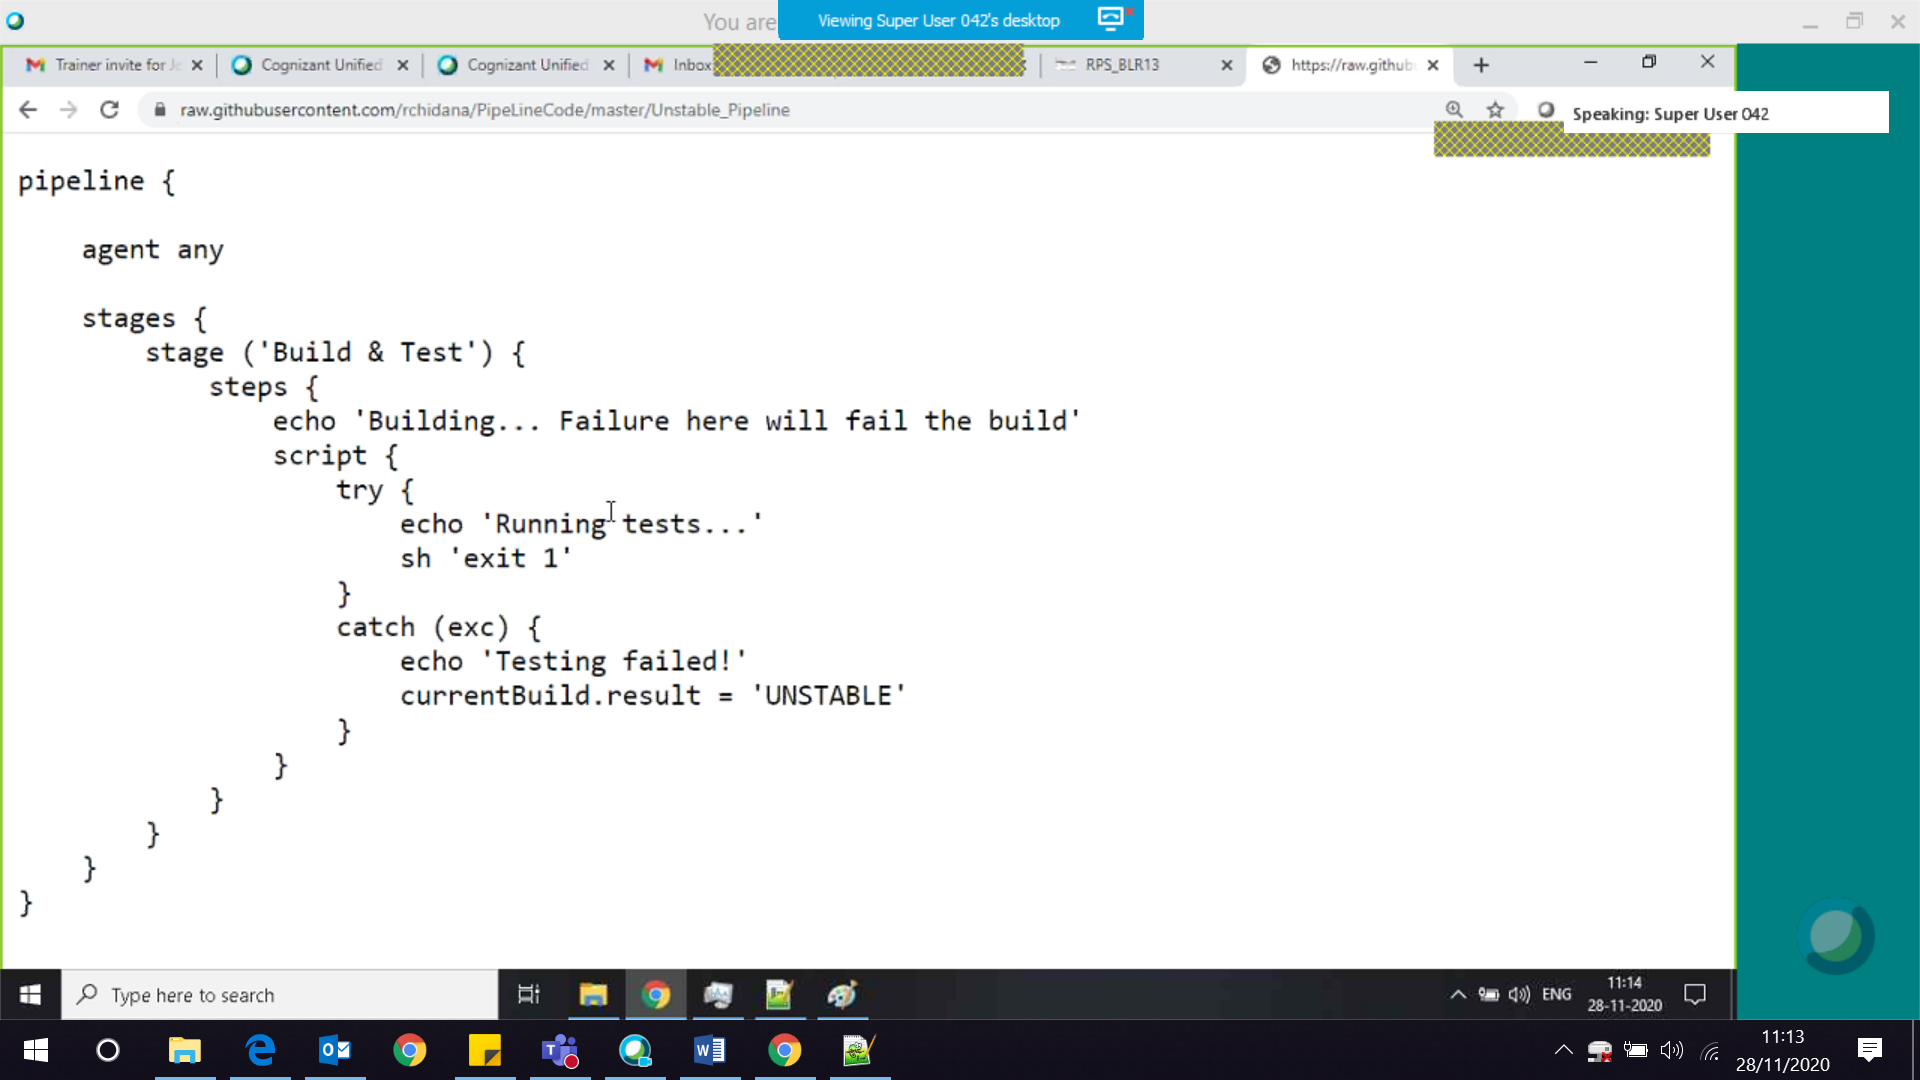 You are
Viewing Super User 042's desktop
Trainer invite for Je
Cognizant Unified
Cognizant Unified
Inbox
RPS_BLR13
https://raw.github
raw.githubusercontent.com/rchidana/PipeLineCode/master/Unstable_Pipeline
Speaking: Super User 042
pipeline {
agent any
stages {
stage ('Build & Test') {
steps {
echo 'Building... Failure here will fail the build'
script {
try {
echo 'Running tests...'
sh 'exit 1'
}
catch (exc) {
echo 'Testing failed!'
currentBuild.result = 'UNSTABLE'
}
}
}
}
}
}
Type here to search
ENG
11:14
28-11-2020
11:13
28/11/2020